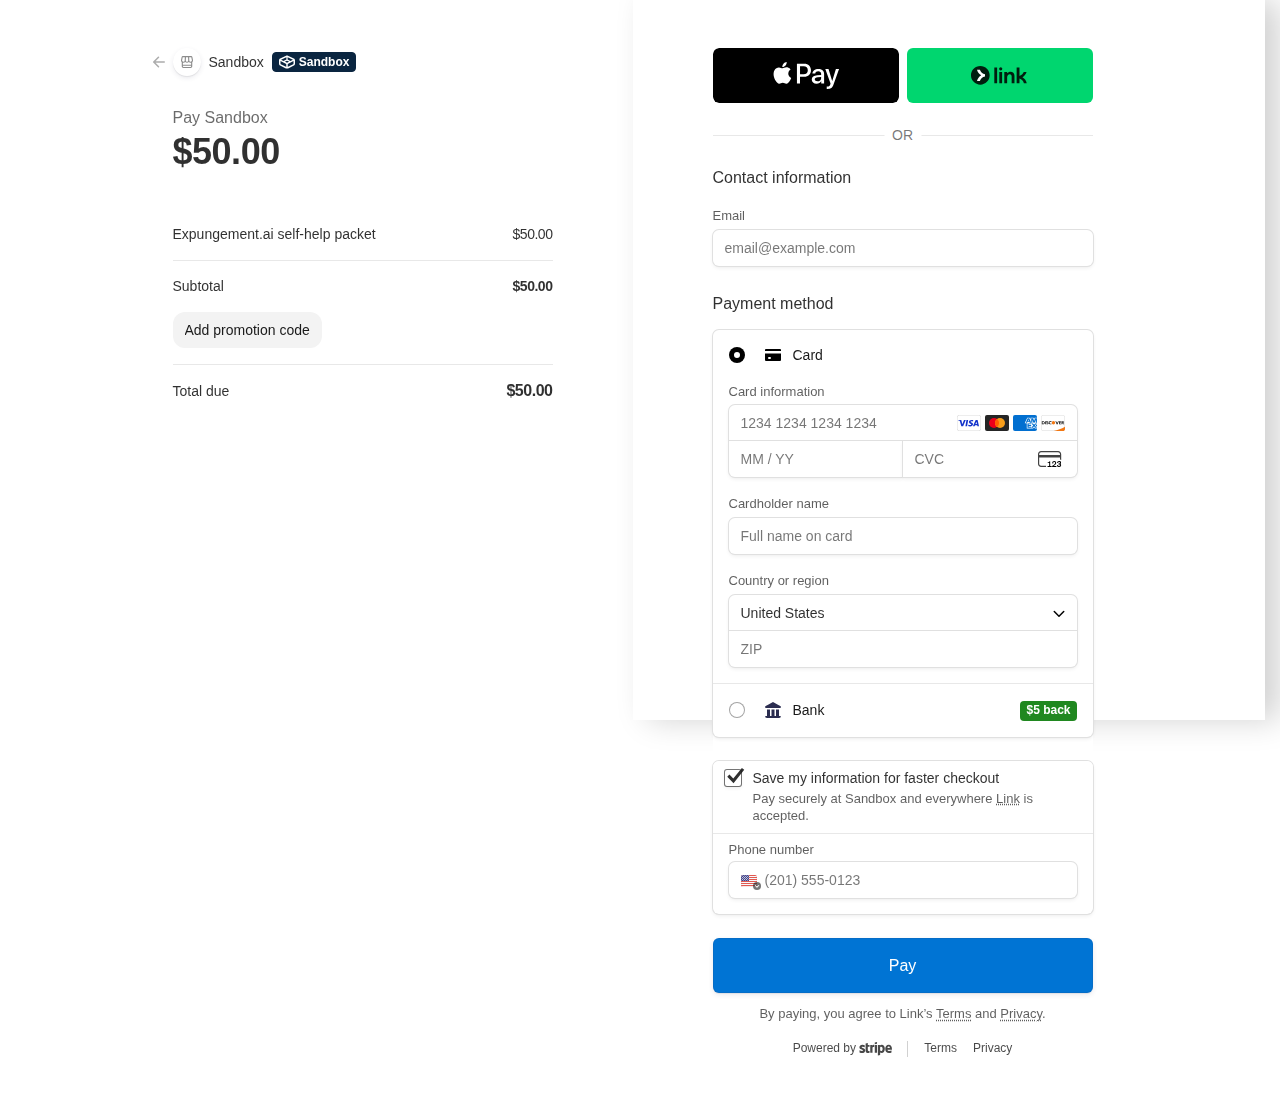 Sandbox Sandbox
Pay Sandbox
$50.00
Expungement.ai self-help packet $50.00
Subtotal $50.00
Add promotion code
Total due $50.00
Pay link
OR
Contact information
Email
email@example.com
Payment method
Card
Card information
1234 1234 1234 1234 VISA AMEX DISCOVER
MM / YY CVC 123
Cardholder name
Full name on card
Country or region
United States
ZIP
Bank $5 back
Save my information for faster checkout
Pay securely at Sandbox and everywhere Link is
accepted.
Phone number
(201) 555-0123
Pay
By paying, you agree to Link’s Terms and Privacy.
Powered by stripe Terms Privacy